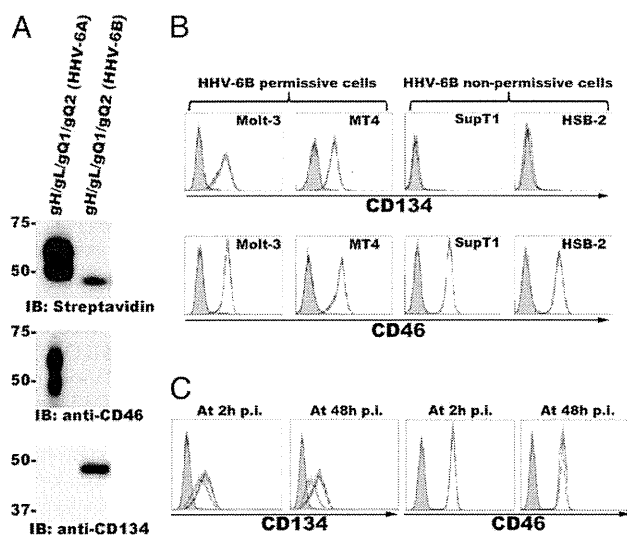 A
gH/gL/gQ1/gQ2 (HHV-6A)
gH/gL/gQ1/gQ2 (HHV-6B)
75-
50-
IB: Streptavidin
75-
50-
IB: anti-CD46
50-
37-
IB: anti-CD134
B
HHV-6B permissive cells
HHV-6B non-permissive cells
Molt-3
MT4
SupT1
HSB-2
CD134
Molt-3
MT4
SupT1
HSB-2
CD46
C
At 2h p.i.
At 48h p.i.
At 2h p.i.
At 48h p.i.
CD134
CD46